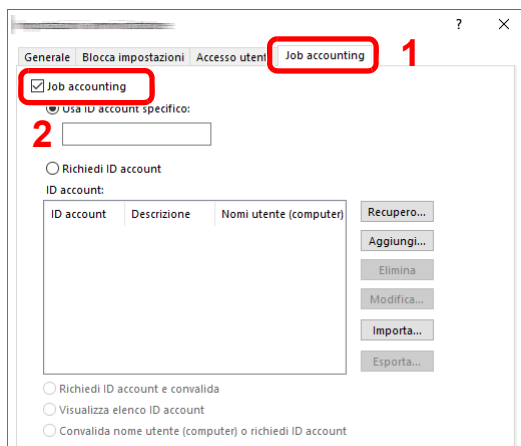 ?
Generale Blocca impostazioni Accesso utent Job accounting 1
Job accounting
Usa ID account specifico:
2
Richiedi ID account
ID account:
ID account Descrizione Nomi utente (computer) Recupero...
Aggiungi...
Elimina
Modifica...
Importa...
Esporta...
Richiedi ID account e convalida
Visualizza elenco ID account
Convalida nome utente (computer) o richiedi ID account